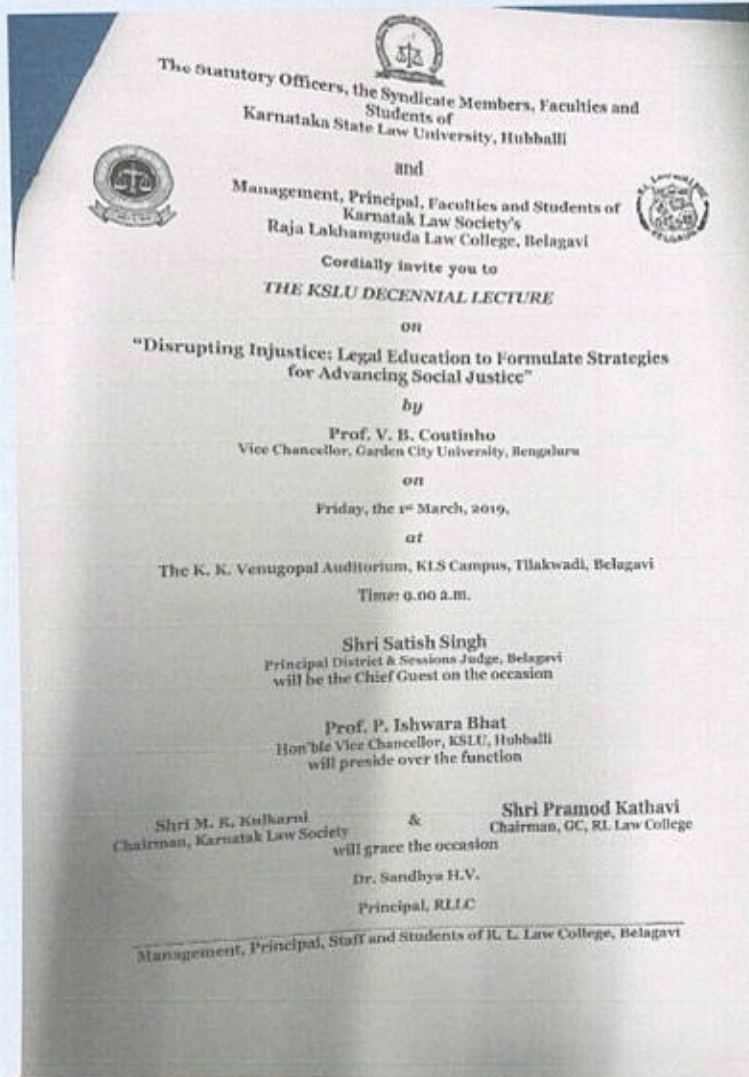 The Statutory Officers, the Syndicate Members, Faculties and
Students of
Karnataka State Law University, Hubballi
and
Management, Principal, Faculties and Students of
Karnatak Law Society's
Raja Lakhamgouda Law College, Belagavi
Cordially invite you to
THE KSLU DECENNIAL LECTURE
on
"Disrupting Injustice: Legal Education to Formulate Strategies
for Advancing Social Justice"
by
Prof. V. B. Coutinho
Vice Chancellor, Garden City University, Bengaluru
on
Friday, the 1st March, 2019.
at
The K. K. Venugopal Auditorium, KLS Campus, Tilakwadi, Belagavi
Time: 9.00 a.m.
Shri Satish Singh
Principal District & Sessions Judge, Belagavi
will be the Chief Guest on the occasion
Prof. P. Ishwara Bhat
Hon'ble Vice Chancellor, KSLU, Hubballi
will preside over the function
Shri M. R. Kulkarni & Shri Pramod Kathavi
Chairman, Karnatak Law Society Chairman, GC, RL Law College
will grace the occasion
Dr. Sandhya H.V.
Principal, RLLC
Management, Principal, Staff and Students of R. L. Law College, Belagavi